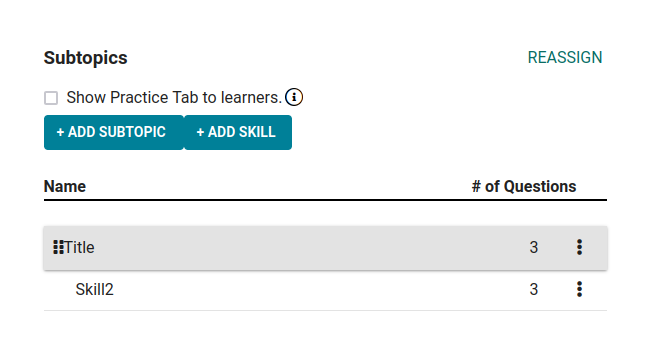 Subtopics REASSIGN
Show Practice Tab to learners.
+ ADD SUBTOPIC + ADD SKILL
Name # of Questions
Title 3
Skill2 3